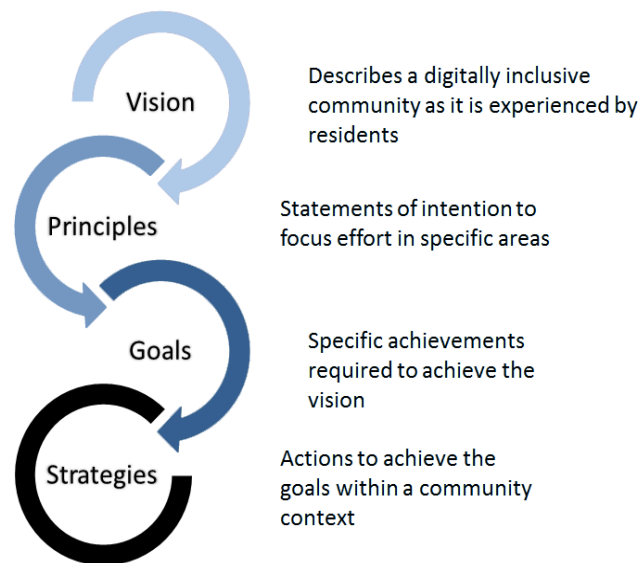 Vision
Describes a digitally inclusive
community as it is experienced by
residents
Principles
Statements of intention to
focus effort in specific areas
Goals
Specific achievements
required to achieve the
vision
Strategies
Actions to achieve the
goals within a community
context